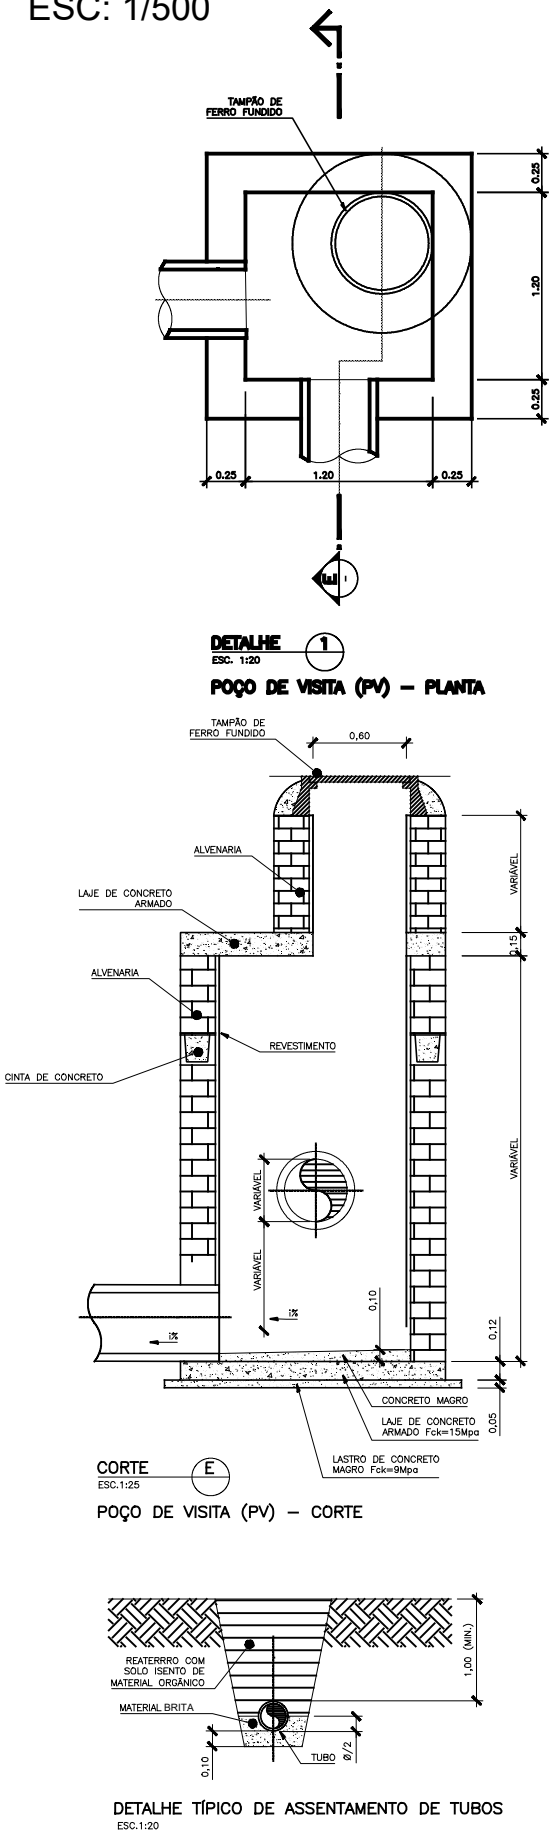 ESC: 1/500
TAMPÃO DE
FERRO FUNDIDO
0.25
1.20
0.25
0.25
1.20
0.25
E
DETALHE
1
ESC. 1:20
POÇO DE VISITA (PV) – PLANTA
TAMPÃO DE
FERRO FUNDIDO
0,60
ALVENARIA
VARIÁVEL
LAJE DE CONCRETO
ARMADO
0,15
ALVENARIA
REVESTIMENTO
CINTA DE CONCRETO
VARIÁVEL
VARIÁVEL
VARIÁVEL
i%
0,10
i%
0,12
CONCRETO MAGRO
LAJE DE CONCRETO
ARMADO Fck=15Mpa
0,05
LASTRO DE CONCRETO
MAGRO Fck=9Mpa
CORTE
E
ESC.1:25
POÇO DE VISITA (PV) – CORTE
1,00 (MIN.)
REATERRRO COM
SOLO ISENTO DE
MATERIAL ORGÂNICO
MATERIAL BRITA
0,10
TUBO
Ø/2
DETALHE TÍPICO DE ASSENTAMENTO DE TUBOS
ESC.1:20